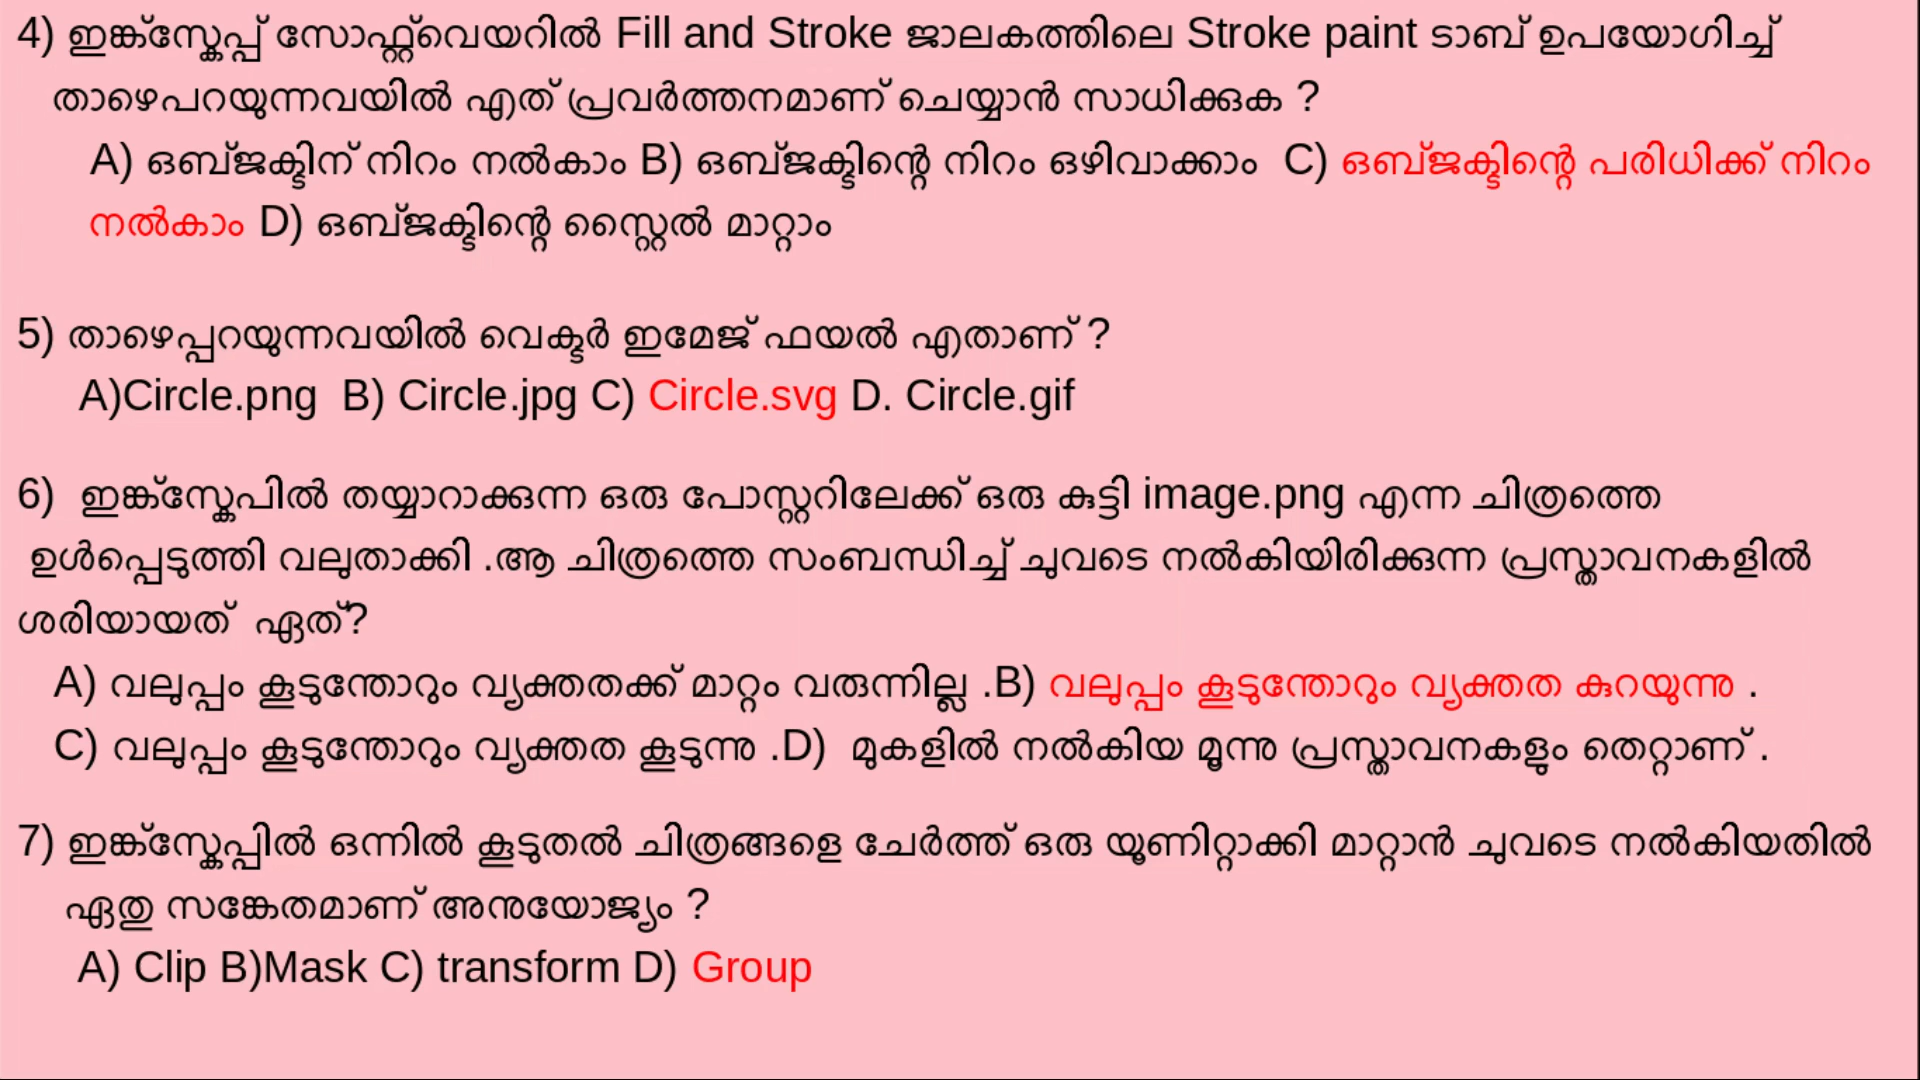 4) ഇങ്ക്സ്കേപ്പ് സോഫ്റ്റ്‌വെയറിൽ Fill and Stroke ജാലകത്തിലെ Stroke paint ടാബ് ഉപയോഗിച്ച്
താഴെപറയുന്നവയിൽ എത് പ്രവർത്തനമാണ് ചെയ്യാൻ സാധിക്കുക ?
A) ഒബ്ജക്ടിന് നിറം നൽകാം B) ഒബ്ജക്ടിന്റെ നിറം ഒഴിവാക്കാം C) ഒബ്ജക്ടിന്റെ പരിധിക്ക് നിറം
നൽകാം D) ഒബ്ജക്ടിന്റെ സ്റ്റൈൽ മാറ്റാം
5) താഴെപ്പറയുന്നവയിൽ വെക്ടർ ഇമേജ് ഫയൽ എതാണ് ?
A)Circle.png B) Circle.jpg C) Circle.svg D. Circle.gif
6) ഇങ്ക്സ്കേപിൽ തയ്യാറാക്കുന്ന ഒരു പോസ്റ്ററിലേക്ക് ഒരു കുട്ടി image.png എന്ന ചിത്രത്തെ
ഉൾപ്പെടുത്തി വലുതാക്കി .ആ ചിത്രത്തെ സംബന്ധിച്ച് ചുവടെ നൽകിയിരിക്കുന്ന പ്രസ്താവനകളിൽ
ശരിയായത് ഏത്?
A) വലുപ്പം കൂടുന്തോറും വ്യക്തതക്ക് മാറ്റം വരുന്നില്ല .B) വലുപ്പം കൂടുന്തോറും വ്യക്തത കുറയുന്നു .
C) വലുപ്പം കൂടുന്തോറും വ്യക്തത കൂടുന്നു .D) മുകളിൽ നൽകിയ മൂന്നു പ്രസ്താവനകളും തെറ്റാണ് .
7) ഇങ്ക്സ്കേപ്പിൽ ഒന്നിൽ കൂടുതൽ ചിത്രങ്ങളെ ചേർത്ത് ഒരു യൂണിറ്റാക്കി മാറ്റാൻ ചുവടെ നൽകിയതിൽ
ഏതു സങ്കേതമാണ് അനുയോജ്യം ?
A) Clip B)Mask C) transform D) Group